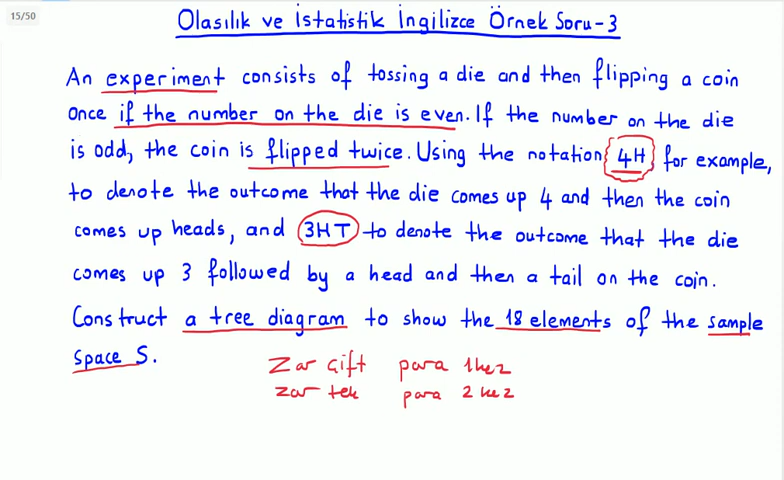 15/50
Olasılık ve İstatistik İngilizce Örnek Soru-3
An experiment consists of tossing a die and then flipping a coin
once if the number on the die is even. If the number on the die
is odd, the coin is flipped twice. Using the notation 4H for example,
to denote the outcome that the die comes up 4 and then the coin
comes up heads, and 3HT to denote the outcome that the die
comes up 3 followed by a head and then a tail on the coin.
Construct a tree diagram to show the 18 elements of the sample
space S.
Zar çift para 1 kez
zar tek para 2 kez